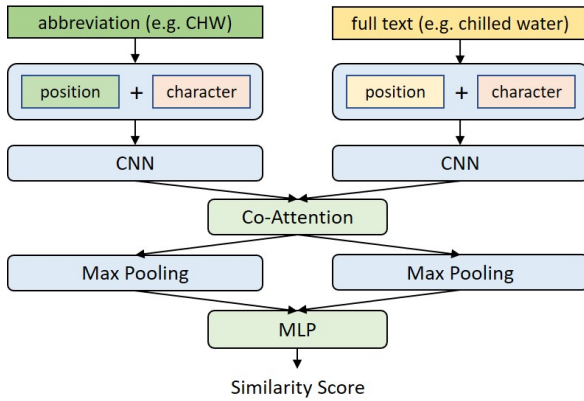 abbreviation (e.g. CHW)
full text (e.g. chilled water)
position + character
position + character
CNN
CNN
Co-Attention
Max Pooling
Max Pooling
MLP
Similarity Score